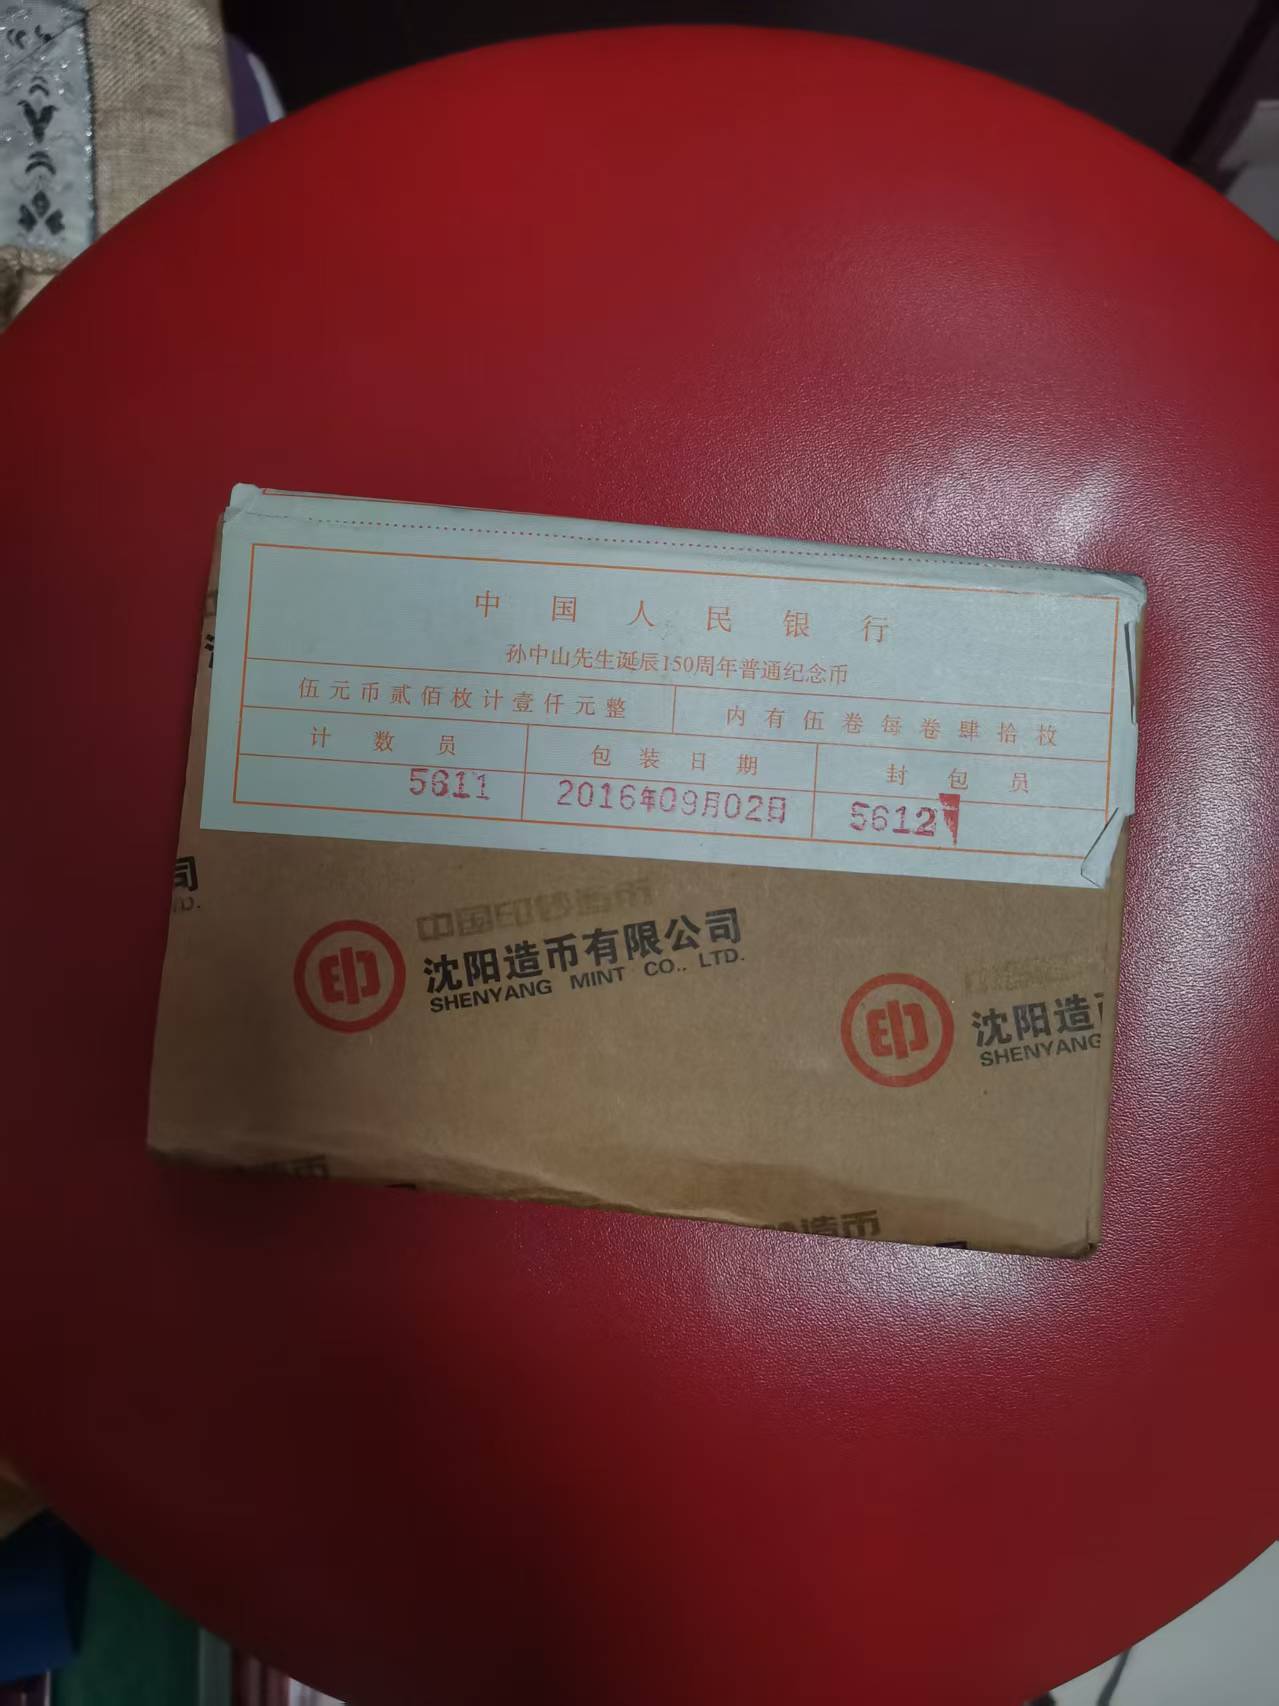 中国人民银行
孙中山先生诞辰150周年普通纪念币
伍元币贰佰枚计壹仟元整 内有伍卷每卷肆拾枚
计数员 包装日期 封包员
5611 2016年09月02日 5612
司
TD.
中国印钞造币
沈阳造币有限公司
SHENYANG MINT CO., LTD.
沈阳造
SHENYANG
造币